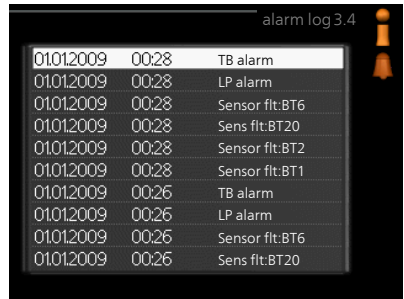 alarm log 3.4
01.01.2009 00:28 TB alarm
01.01.2009 00:28 LP alarm
01.01.2009 00:28 Sensor flt:BT6
01.01.2009 00:28 Sens flt:BT20
01.01.2009 00:28 Sensor flt:BT2
01.01.2009 00:28 Sensor flt:BT1
01.01.2009 00:26 TB alarm
01.01.2009 00:26 LP alarm
01.01.2009 00:26 Sensor flt:BT6
01.01.2009 00:26 Sens flt:BT20